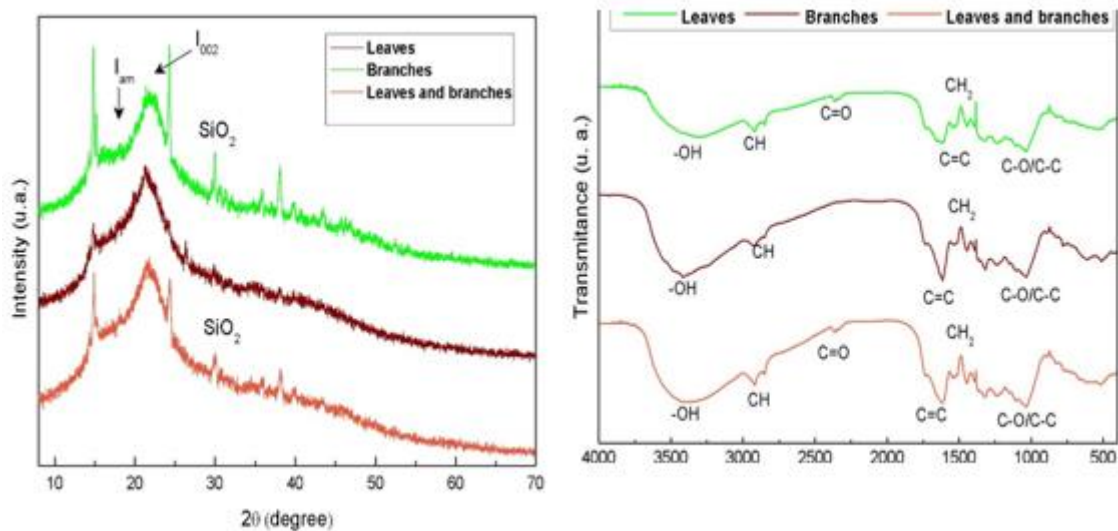 Leaves
Branches
Leaves and branches
I002
Iam
SiO2
SiO2
Intensity (u.a.)
10 20 30 40 50 60 70
2θ (degree)
Leaves Branches Leaves and branches
-OH
CH
C=O
CH2
C=C
C-O/C-C
-OH
CH
CH2
C=C
C-O/C-C
-OH
CH
C=O
CH2
C=C
C-O/C-C
Transmitance (u. a.)
4000 3500 3000 2500 2000 1500 1000 500